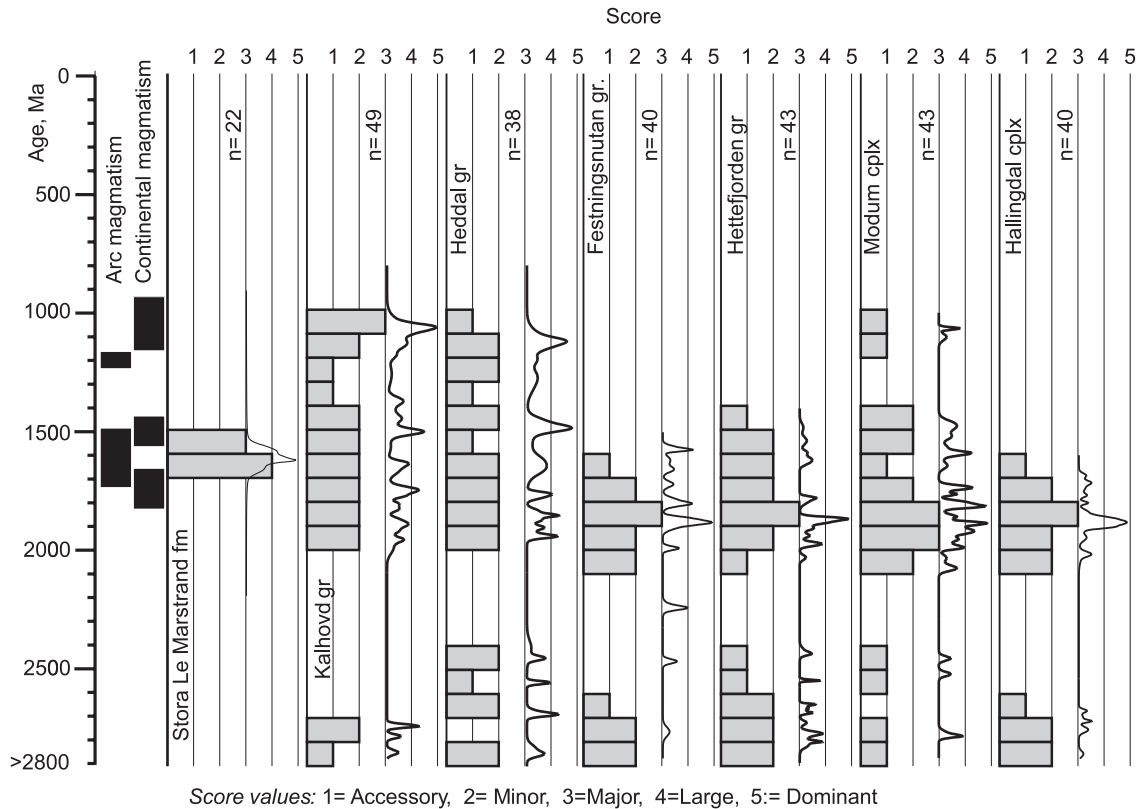 Score
1 2 3 4 5 1 2 3 4 5 1 2 3 4 5 1 2 3 4 5 1 2 3 4 5 1 2 3 4 5 1 2 3 4 5
Age, Ma
0
500
1000
1500
2000
2500
>2800
Arc magmatism
Continental magmatism
Stora Le Marstrand fm
n= 22
Kalhovd gr
n= 49
Heddal gr
n= 38
Festningsnutan gr.
n= 40
Hettefjorden gr
n= 43
Modum cplx
n= 43
Hallingdal cplx
n= 40
Score values: 1= Accessory, 2= Minor, 3=Major, 4=Large, 5:= Dominant